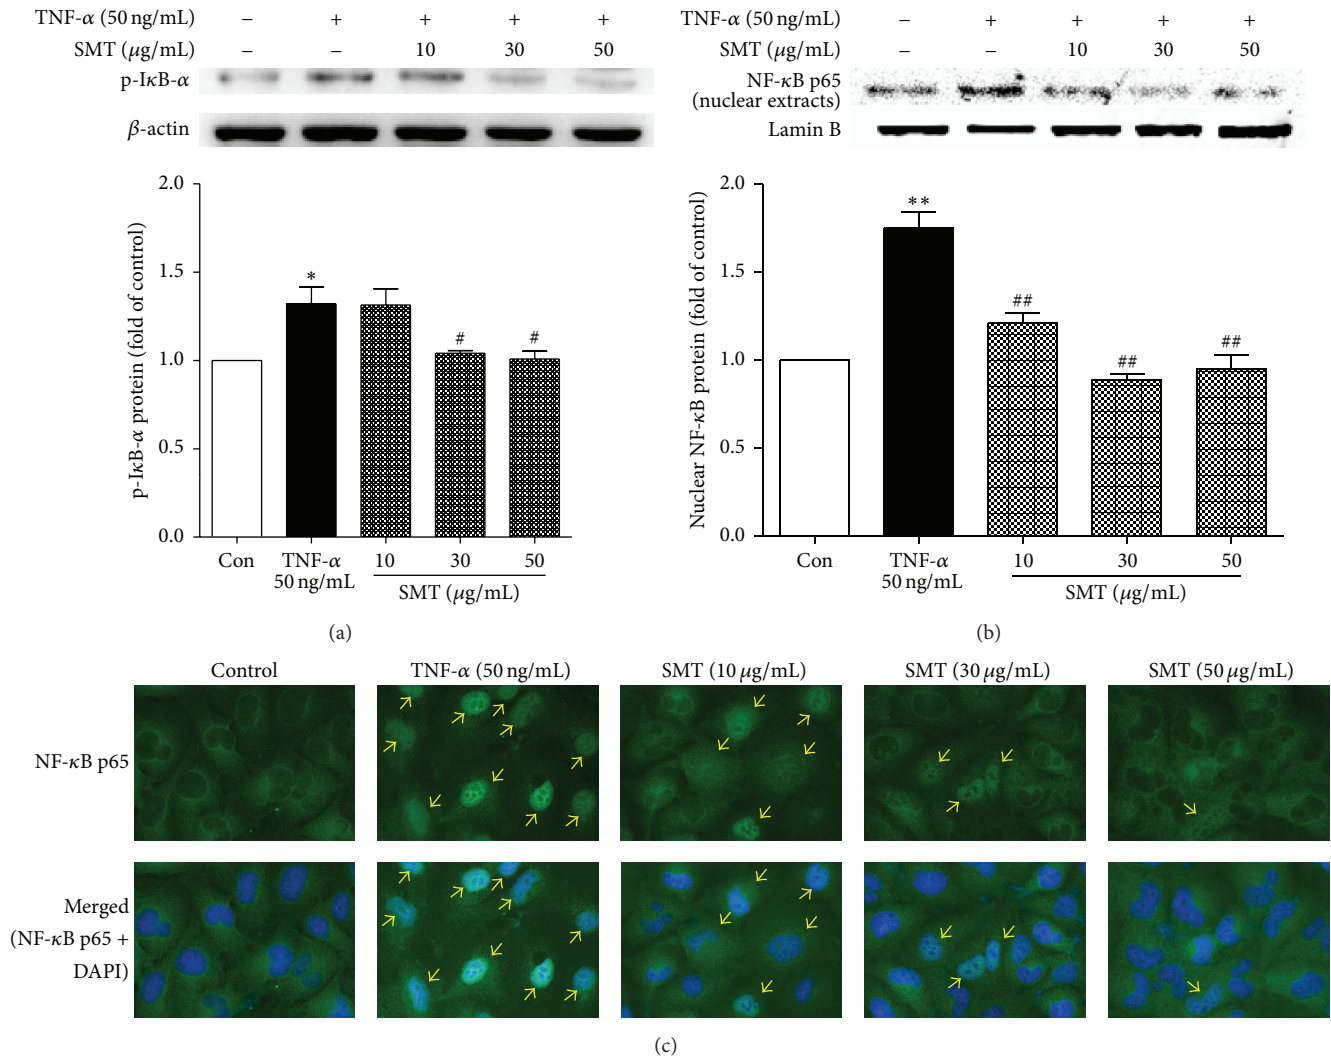 TNF-α (50 ng/mL) − + + + +
SMT (μg/mL) − − 10 30 50
p-IκB-α
β-actin
2.0
1.5
1.0
0.5
0.0
p-IκB-α protein (fold of control)
*
#
#
Con
TNF-α
50 ng/mL
10
30
50
SMT (μg/mL)
(a)
TNF-α (50 ng/mL) − + + + +
SMT (μg/mL) − − 10 30 50
NF-κB p65
(nuclear extracts)
Lamin B
2.0
1.5
1.0
0.5
0.0
Nuclear NF-κB protein (fold of control)
**
##
##
##
Con
TNF-α
50 ng/mL
10
30
50
SMT (μg/mL)
(b)
Control
TNF-α (50 ng/mL)
SMT (10 μg/mL)
SMT (30 μg/mL)
SMT (50 μg/mL)
NF-κB p65
Merged
(NF-κB p65 +
DAPI)
(c)